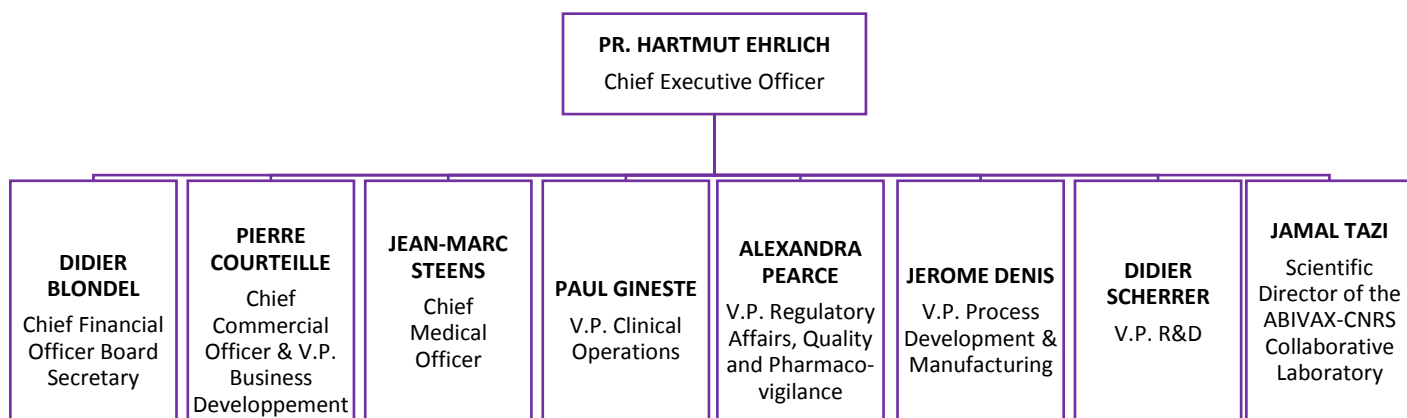 PR. HARTMUT EHRLICH
Chief Executive Officer
DIDIER
BLONDEL
Chief Financial
Officer Board
Secretary
PIERRE
COURTEILLE
Chief
Commercial
Officer & V.P.
Business
Developpement
JEAN-MARC
STEENS
Chief
Medical
Officer
PAUL GINESTE
V.P. Clinical
Operations
ALEXANDRA
PEARCE
V.P. Regulatory
Affairs, Quality
and Pharmaco-
vigilance
JEROME DENIS
V.P. Process
Development &
Manufacturing
DIDIER
SCHERRER
V.P. R&D
JAMAL TAZI
Scientific
Director of the
ABIVAX-CNRS
Collaborative
Laboratory